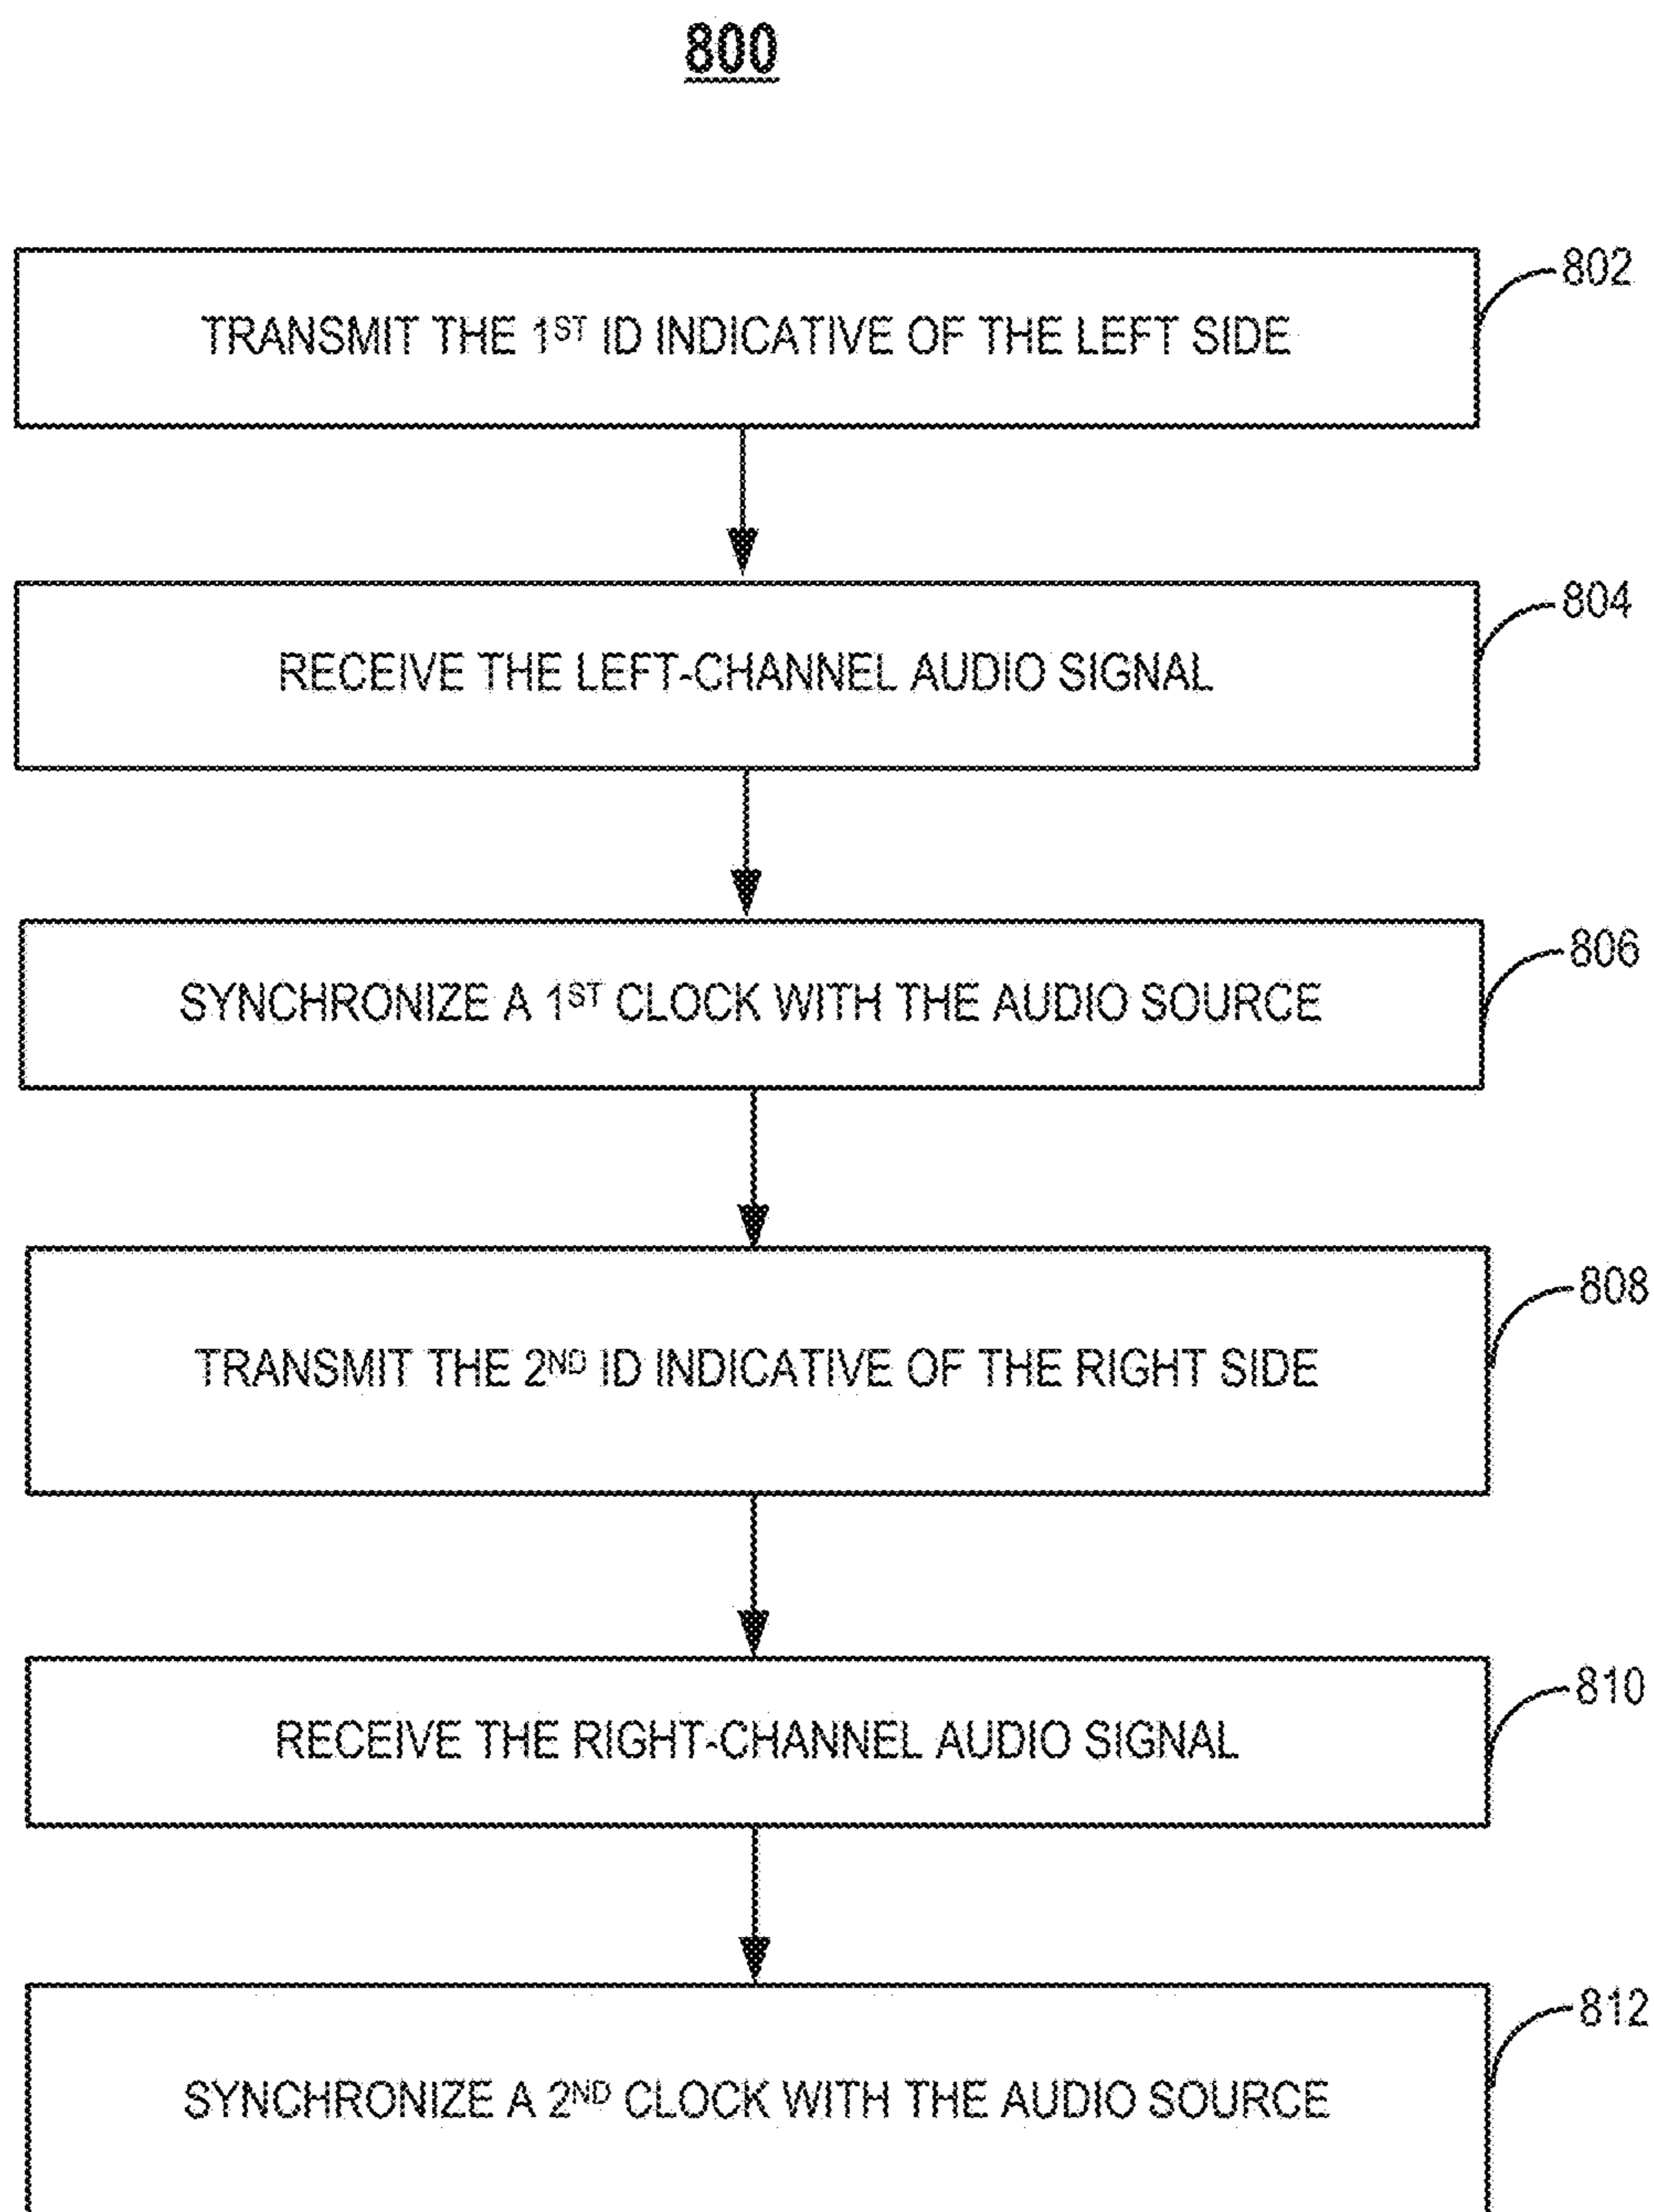 800
TRANSMIT THE 1ST ID INDICATIVE OF THE LEFT SIDE
802
RECEIVE THE LEFT-CHANNEL AUDIO SIGNAL
804
SYNCHRONIZE A 1ST CLOCK WITH THE AUDIO SOURCE
806
TRANSMIT THE 2ND ID INDICATIVE OF THE RIGHT SIDE
808
RECEIVE THE RIGHT-CHANNEL AUDIO SIGNAL
810
SYNCHRONIZE A 2ND CLOCK WITH THE AUDIO SOURCE
812